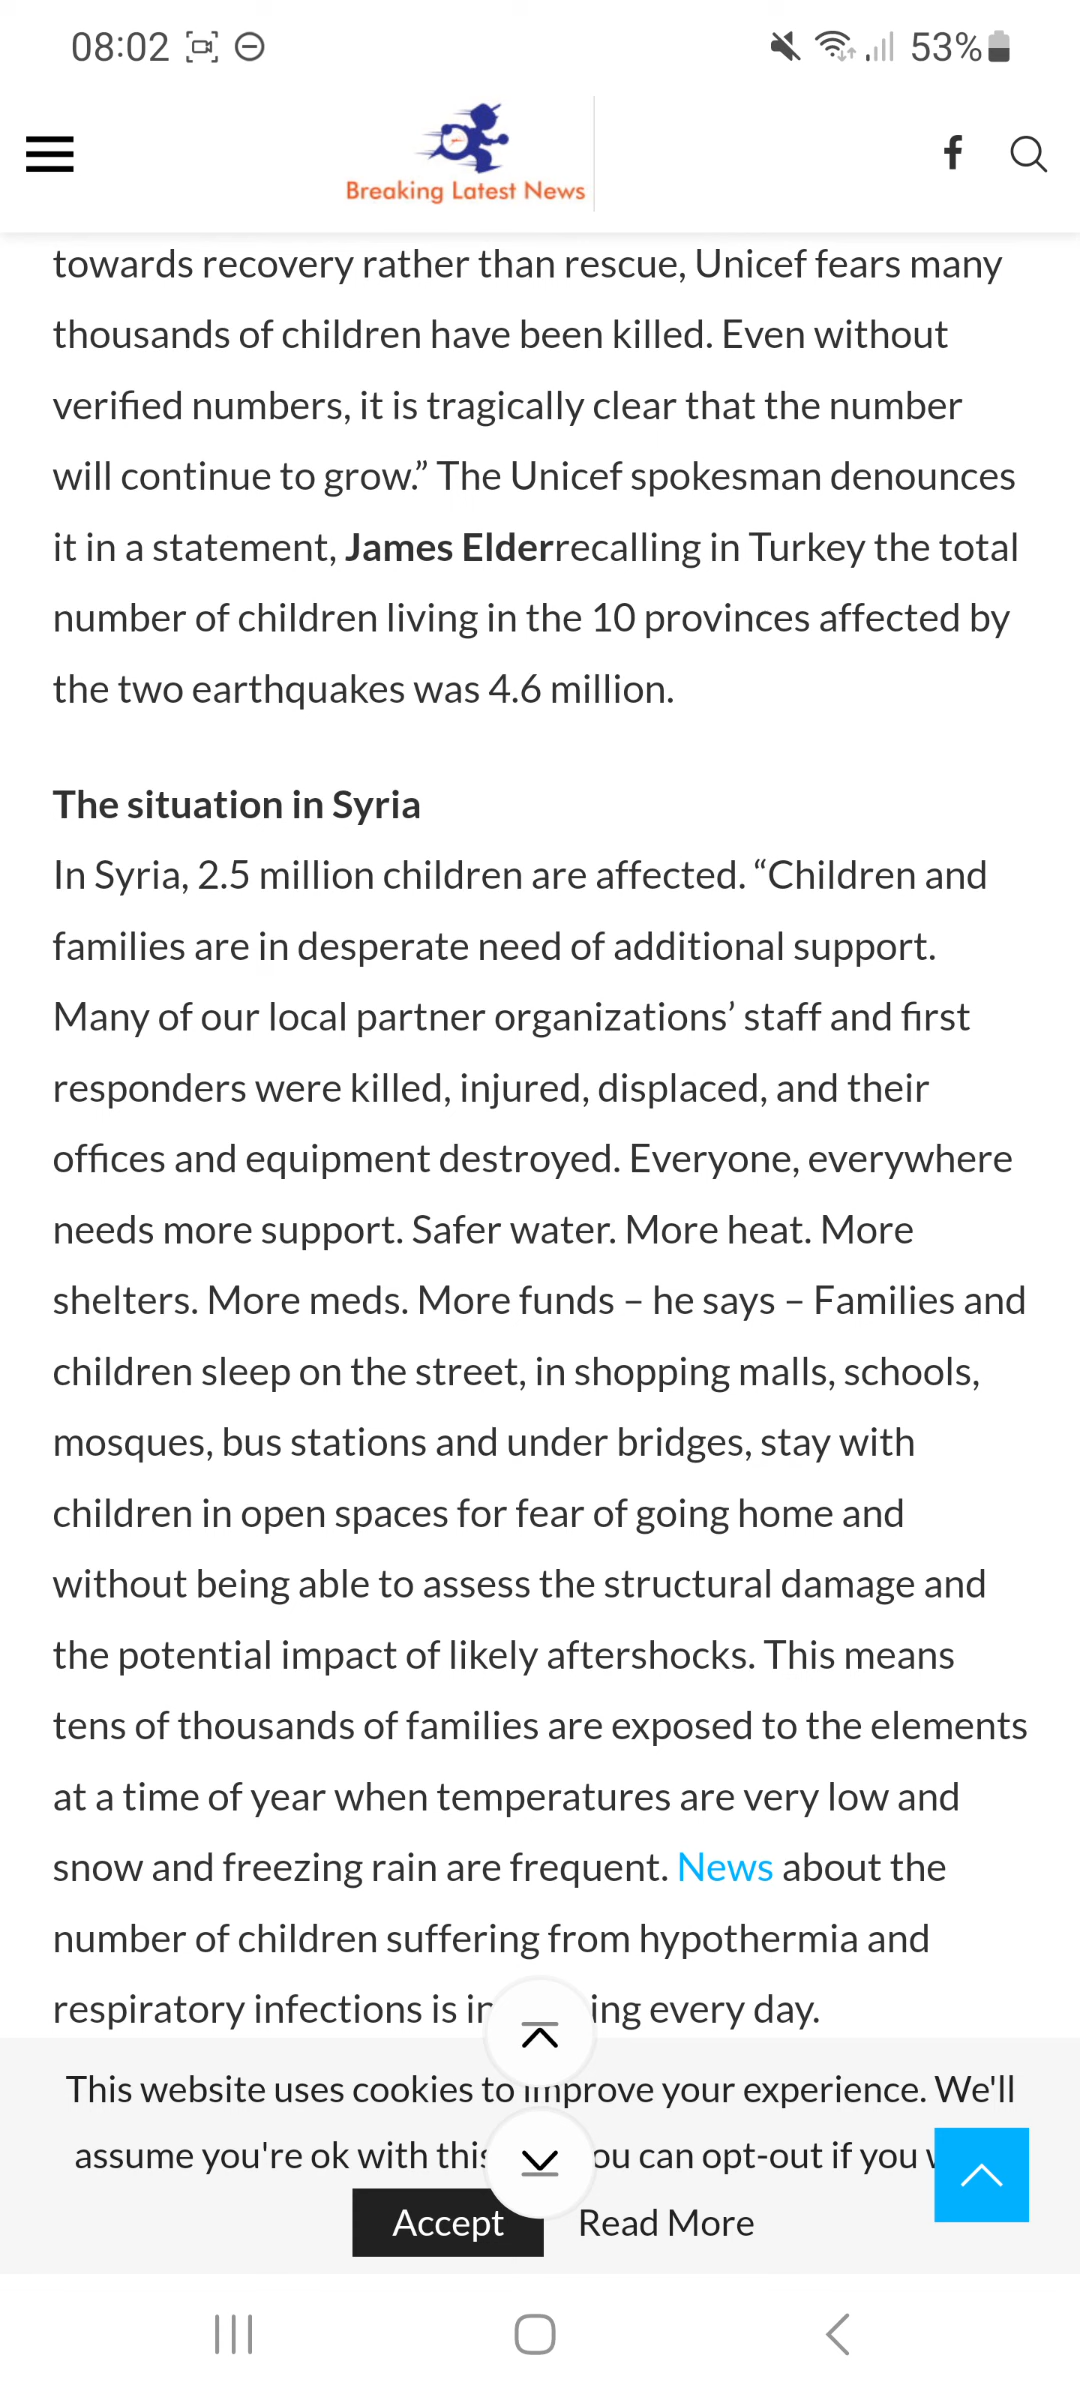 08:02
53%
Breaking Latest News
f
towards recovery rather than rescue, Unicef fears many
thousands of children have been killed. Even without
verified numbers, it is tragically clear that the number
will continue to grow.” The Unicef spokesman denounces
it in a statement, James Elderrecalling in Turkey the total
number of children living in the 10 provinces affected by
the two earthquakes was 4.6 million.
The situation in Syria
In Syria, 2.5 million children are affected. “Children and
families are in desperate need of additional support.
Many of our local partner organizations’ staff and first
responders were killed, injured, displaced, and their
offices and equipment destroyed. Everyone, everywhere
needs more support. Safer water. More heat. More
shelters. More meds. More funds – he says – Families and
children sleep on the street, in shopping malls, schools,
mosques, bus stations and under bridges, stay with
children in open spaces for fear of going home and
without being able to assess the structural damage and
the potential impact of likely aftershocks. This means
tens of thousands of families are exposed to the elements
at a time of year when temperatures are very low and
snow and freezing rain are frequent. News about the
number of children suffering from hypothermia and
respiratory infections is every day.
This website uses cookies to improve your experience. We'll
assume you're ok with this can opt-out if you
Accept Read More